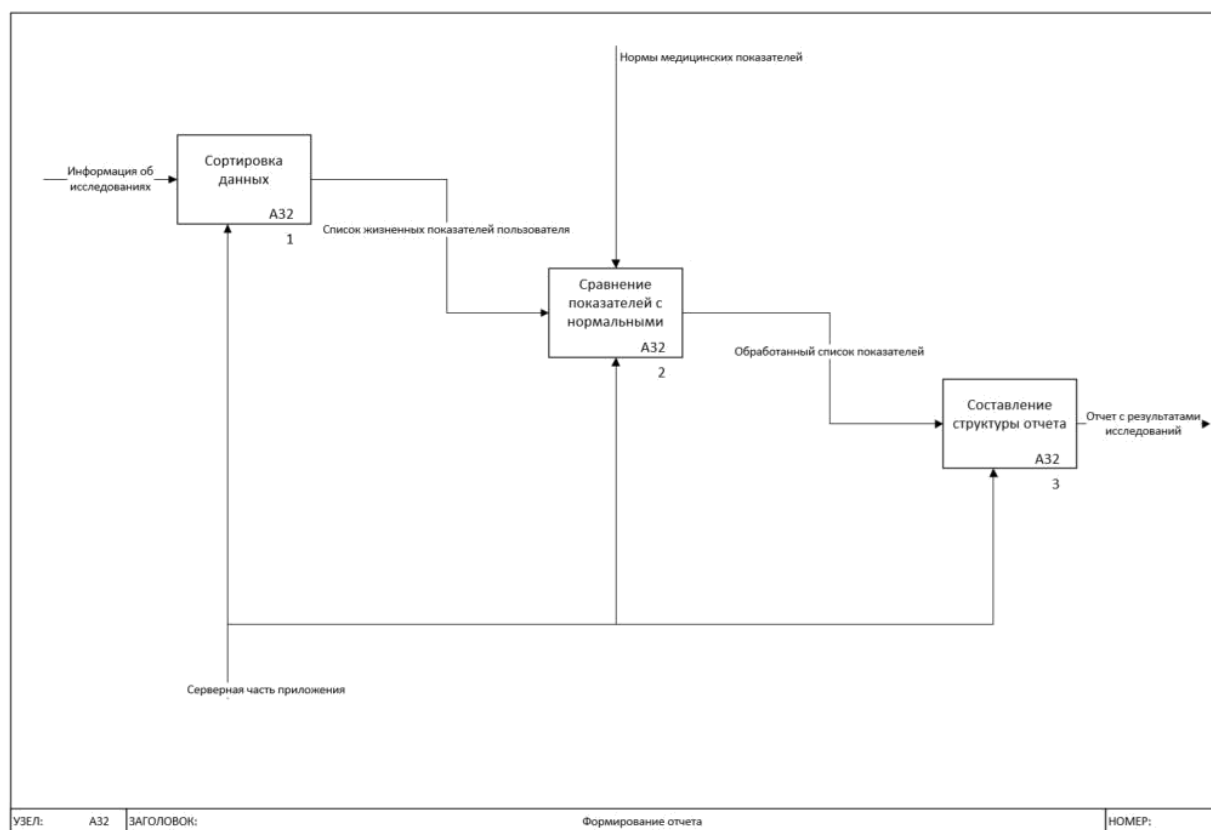 Нормы медицинских показателей
Информация об
исследованиях
Сортировка
данных
A32
1
Список жизненных показателей пользователя
Сравнение
показателей с
нормальными
A32
2
Обработанный список показателей
Составление
структуры отчета
A32
3
Отчет с результатами
исследований
Серверная часть приложения
УЗЕЛ: A32 ЗАГОЛОВОК: Формирование отчета НОМЕР: